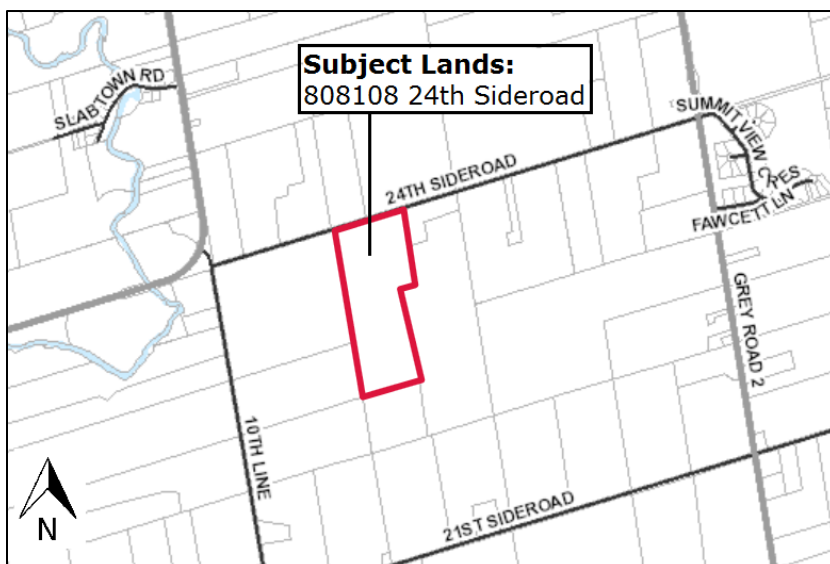 Subject Lands:
808108 24th Sideroad
SLABTOWN RD
SUMMIT VIEW CRES
24TH SIDEROAD
FAWCETT LN
GREY ROAD 2
10TH LINE
21ST SIDEROAD
N